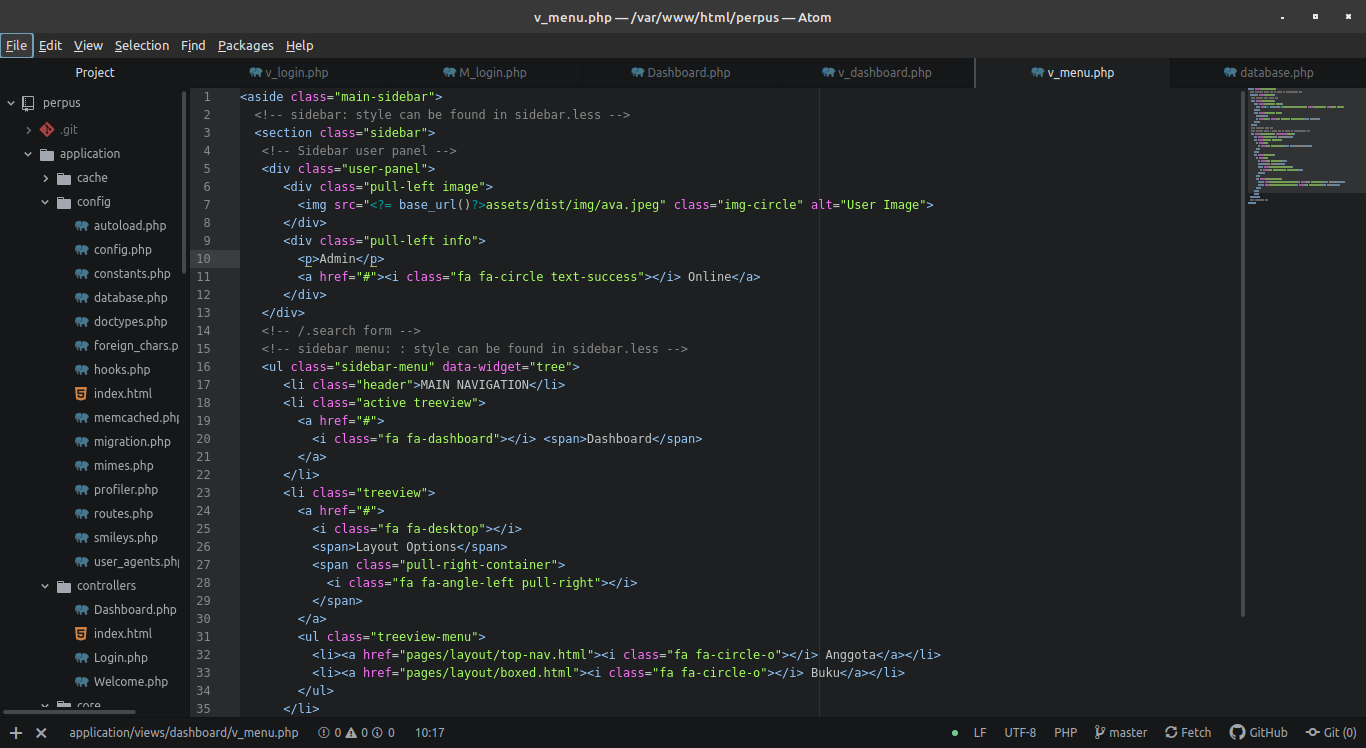 v_menu.php — /var/www/html/perpus — Atom
File Edit View Selection Find Packages Help
Project
v_login.php
M_login.php
Dashboard.php
v_dashboard.php
v_menu.php
database.php
perpus
.git
application
cache
config
autoload.php
config.php
constants.php
database.php
doctypes.php
foreign_chars.p
hooks.php
index.html
memcached.php
migration.php
mimes.php
profiler.php
routes.php
smileys.php
user_agents.php
controllers
Dashboard.php
index.html
Login.php
Welcome.php
core
1 <aside class="main-sidebar">
2 <!-- sidebar: style can be found in sidebar.less -->
3 <section class="sidebar">
4 <!-- Sidebar user panel -->
5 <div class="user-panel">
6 <div class="pull-left image">
7 <img src="<?= base_url()?>assets/dist/img/ava.jpeg" class="img-circle" alt="User Image">
8 </div>
9 <div class="pull-left info">
10 <p>Admin</p>
11 <a href="#"><i class="fa fa-circle text-success"></i> Online</a>
12 </div>
13 </div>
14 <!-- /.search form -->
15 <!-- sidebar menu: : style can be found in sidebar.less -->
16 <ul class="sidebar-menu" data-widget="tree">
17 <li class="header">MAIN NAVIGATION</li>
18 <li class="active treeview">
19 <a href="#">
20 <i class="fa fa-dashboard"></i> <span>Dashboard</span>
21 </a>
22 </li>
23 <li class="treeview">
24 <a href="#">
25 <i class="fa fa-desktop"></i>
26 <span>Layout Options</span>
27 <span class="pull-right-container">
28 <i class="fa fa-angle-left pull-right"></i>
29 </span>
30 </a>
31 <ul class="treeview-menu">
32 <li><a href="pages/layout/top-nav.html"><i class="fa fa-circle-o"></i> Anggota</a></li>
33 <li><a href="pages/layout/boxed.html"><i class="fa fa-circle-o"></i> Buku</a></li>
34 </ul>
35 </li>
application/views/dashboard/v_menu.php 0 0 0 10:17 LF UTF-8 PHP master Fetch GitHub Git (0)